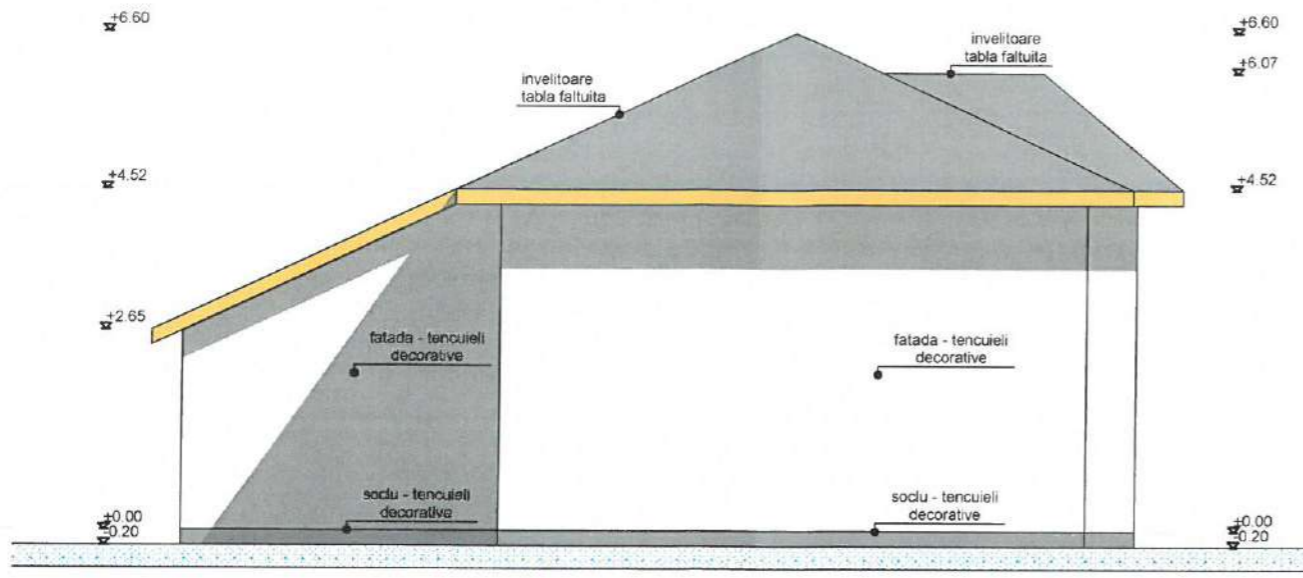 +6.60
+6.60
invelitoare
tabla faltuita
+6.07
invelitoare
tabla faltuita
+4.52
+4.52
+2.65
fatada - tencuieli
decorative
fatada - tencuieli
decorative
soclu - tencuieli
decorative
soclu - tencuieli
decorative
+0.00
-0.20
+0.00
-0.20